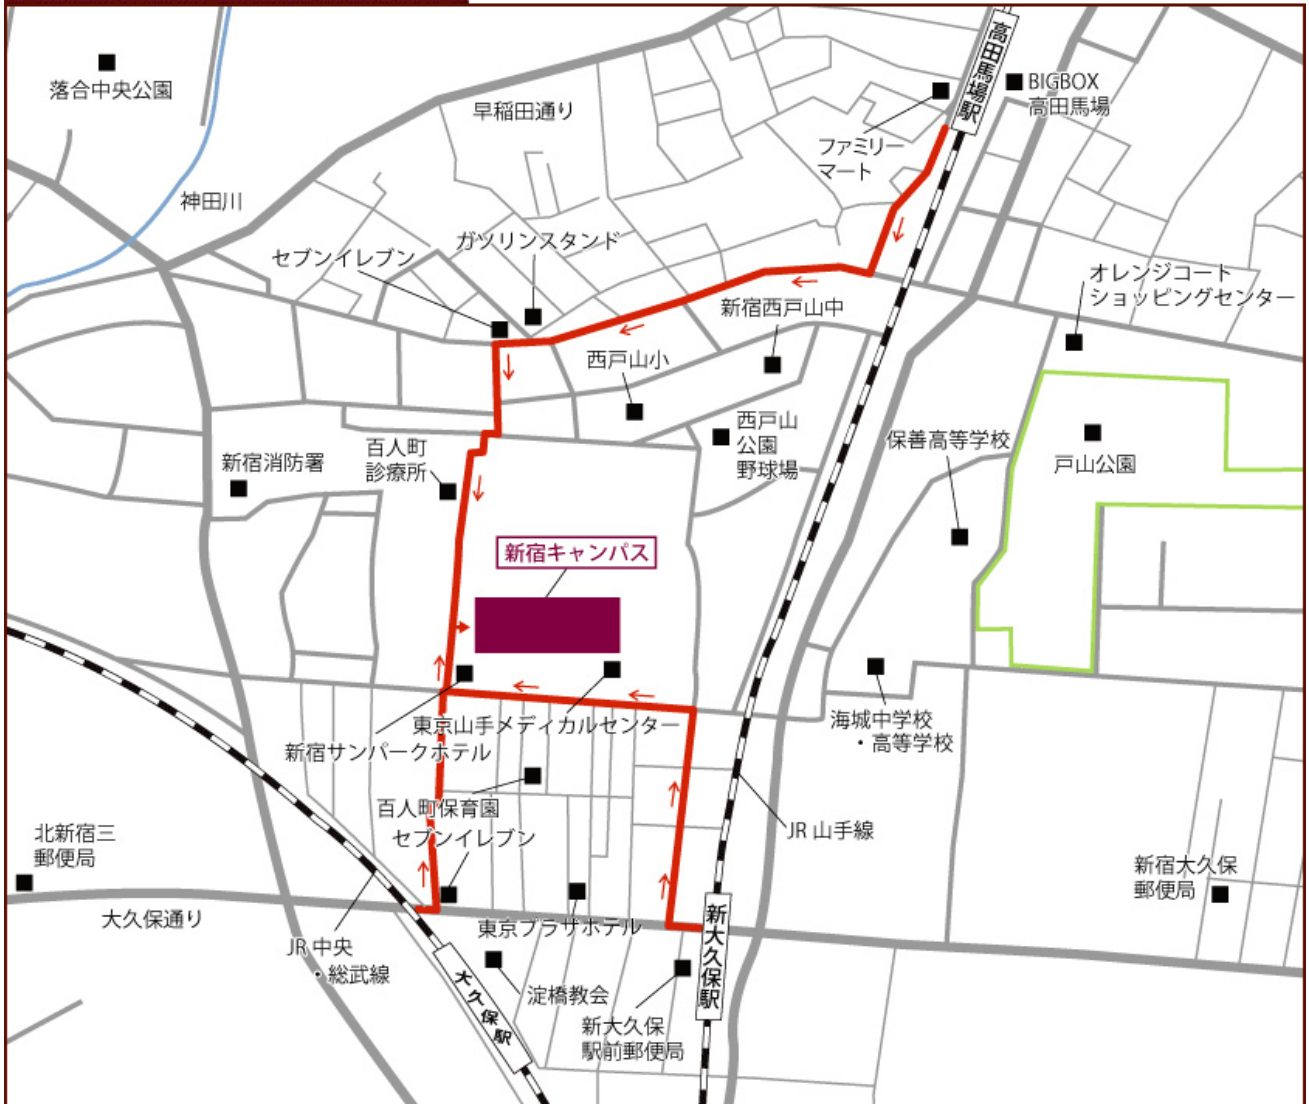 落合中央公園
早稲田通り
高田馬場駅
BIGBOX
高田馬場
ファミリー
マート
神田川
セブンイレブン
ガソリンスタンド
オレンジコート
ショッピングセンター
新宿西戸山中
西戸山小
西戸山
公園
野球場
保善高等学校
戸山公園
新宿消防署
百人町
診療所
新宿キャンパス
東京山手メディカルセンター
新宿サンパークホテル
海城中学校
・高等学校
百人町保育園
セブンイレブン
JR 山手線
北新宿三
郵便局
新宿大久保
郵便局
大久保通り
東京プラザホテル
新大久保駅
JR 中央
・総武線
大久保駅
淀橋教会
新大久保
駅前郵便局